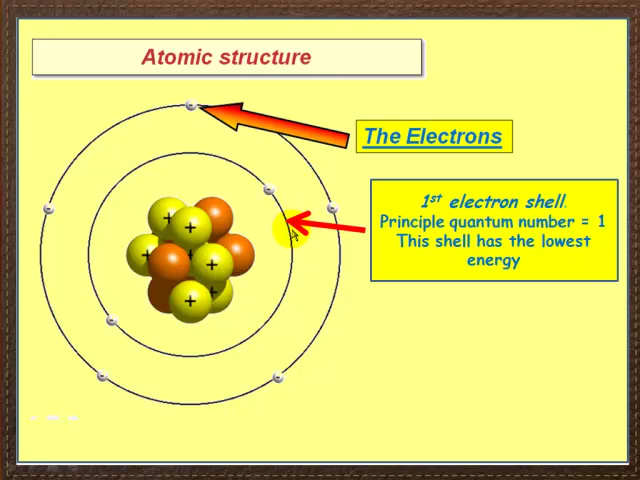 Atomic structure
The Electrons
1st electron shell.
Principle quantum number = 1
This shell has the lowest
energy
-
-
-
-
+
+
+
+
+
+
-
-
-